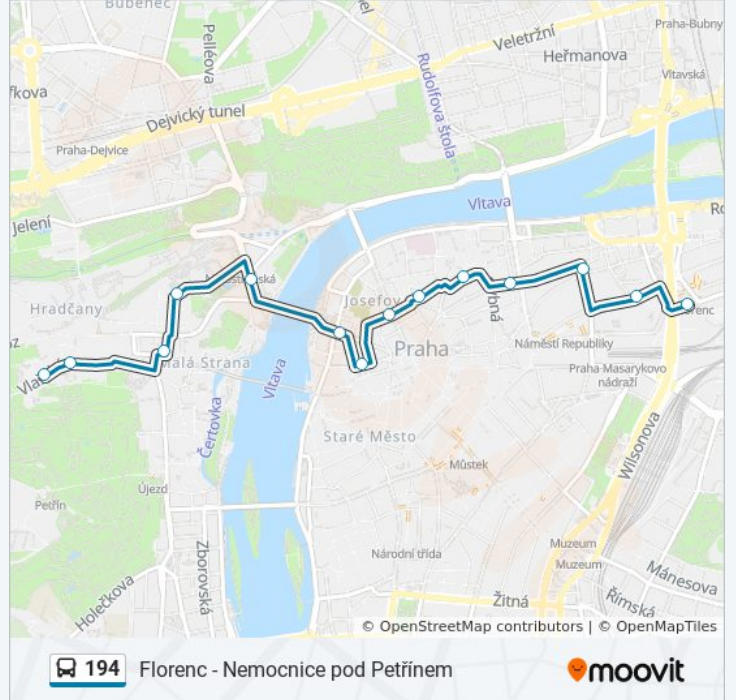 Bubeneč
Praha-Bubny
Pelléova
Veletržní
Heřmanova
Vltavská
Rudolfova štola
Dejvický tunel
Praha-Dejvice
Jelení
Vltava
Hradčany
Josefov
Praha
Náměstí Republiky
Praha Masarykovo
nádraží
Malá Strana
Vltava
Čertovka
Staré Město
Můstek
Wilsonova
Petřín
Újezd
Zborovská
Holečkova
Národní třída
Muzeum
Muzeum
Mánesova
Žitná
Římská
© OpenStreetMap contributors | © OpenMapTiles
194 Florenc - Nemocnice pod Petřínem
moovit